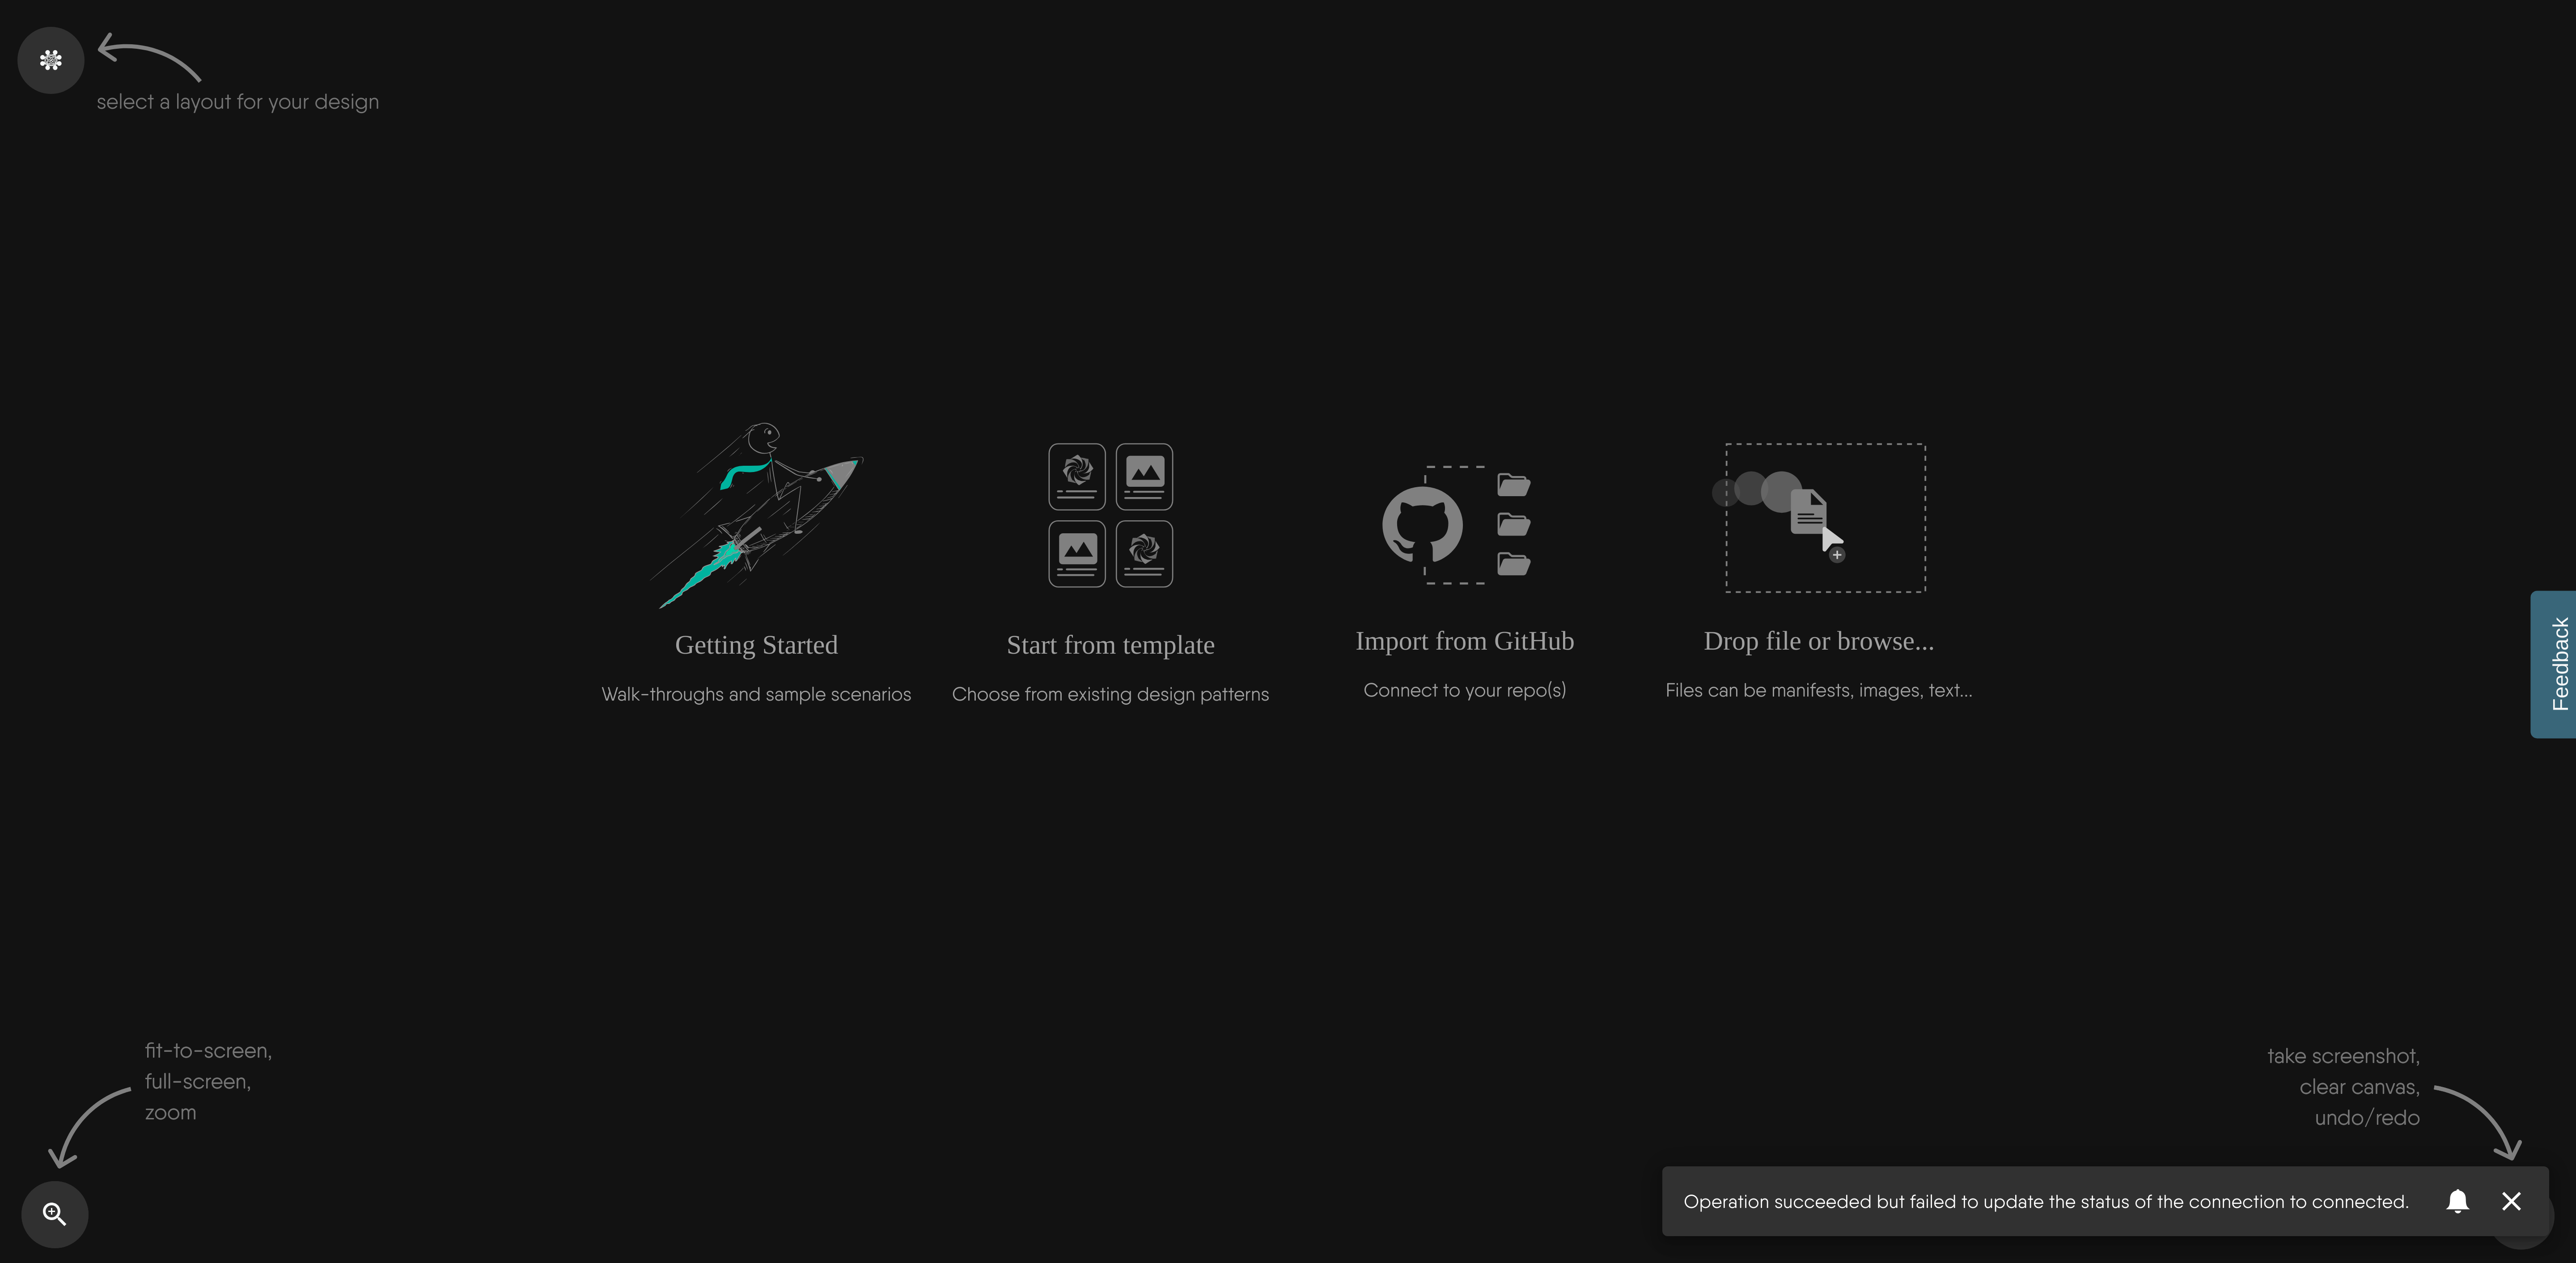 select a layout for your design
Getting Started
Walk-throughs and sample scenarios
Start from template
Choose from existing design patterns
Import from GitHub
Connect to your repo(s)
Drop file or browse...
Files can be manifests, images, text...
Feedback
fit-to-screen,
full-screen,
zoom
take screenshot,
clear canvas,
undo/redo
Operation succeeded but failed to update the status of the connection to connected.